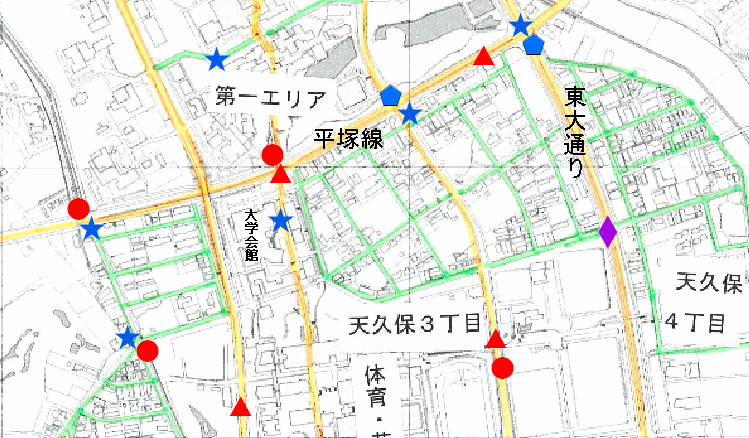 第一エリア
平塚線
東大通り
大学会館
天久保
４丁目
天久保３丁目
体育・芸